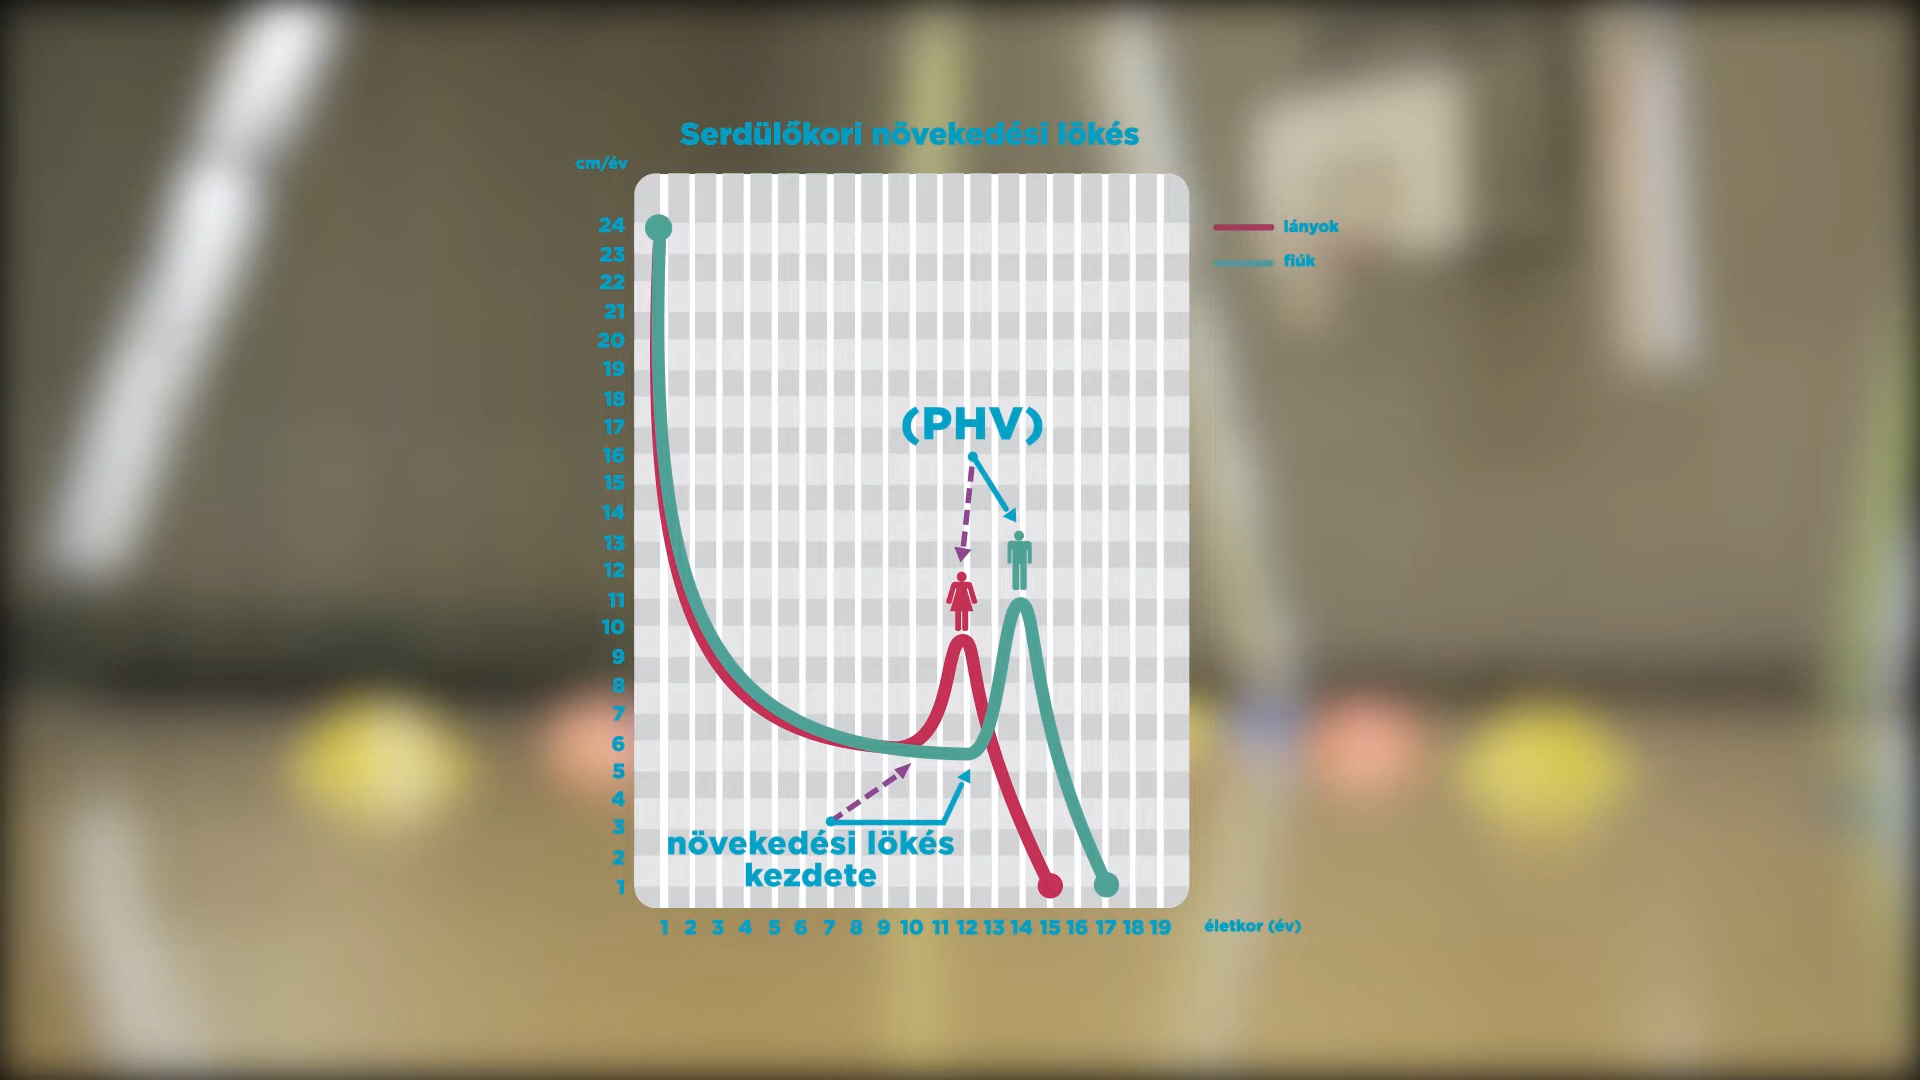 Serdülőkori növekedési lökés
cm/év
24
23
22
21
20
19
18
17
16
15
14
13
12
11
10
9
8
7
6
5
4
3
2
1
lányok
fiúk
(PHV)
növekedési lökés
kezdete
1 2 3 4 5 6 7 8 9 10 11 12 13 14 15 16 17 18 19
életkor (év)